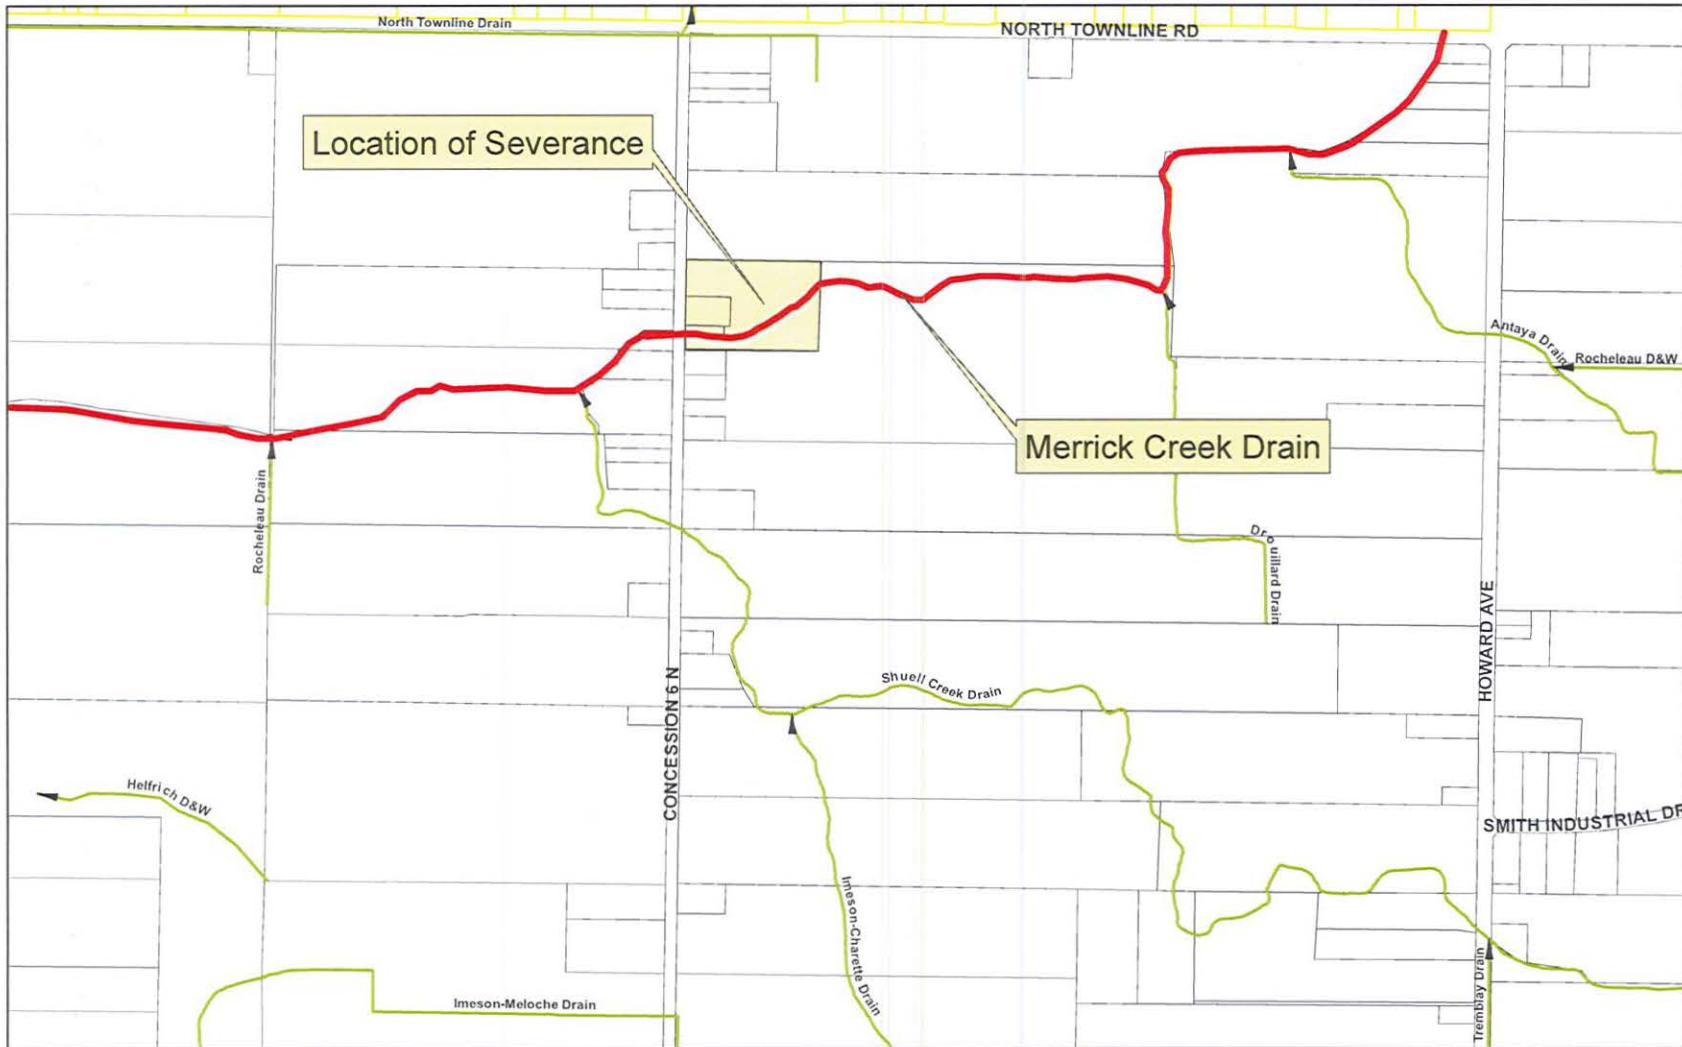 North Townline Drain
NORTH TOWNLINE RD
Location of Severance
Antaya Drain
Rocheleau D&W
Merrick Creek Drain
Rocheleau Drain
Drouillard Drain
HOWARD AVE
CONCESSION 6 N
Shuell Creek Drain
Helfrich D&W
SMITH INDUSTRIAL DR
Imeson-Charette Drain
Imeson-Meloche Drain
Tremblay Drain